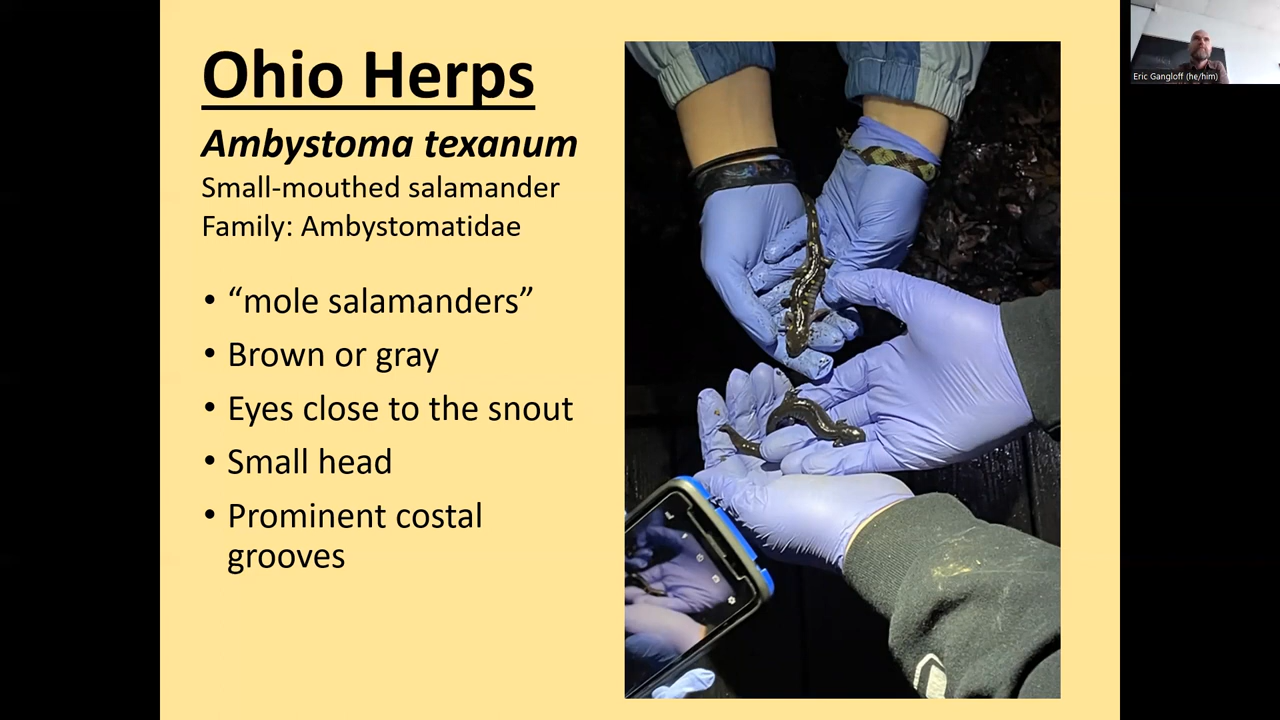 Ohio Herps
Ambystoma texanum
Small-mouthed salamander
Family: Ambystomatidae
• “mole salamanders”
• Brown or gray
• Eyes close to the snout
• Small head
• Prominent costal
grooves
Eric Gangloff (he/him)